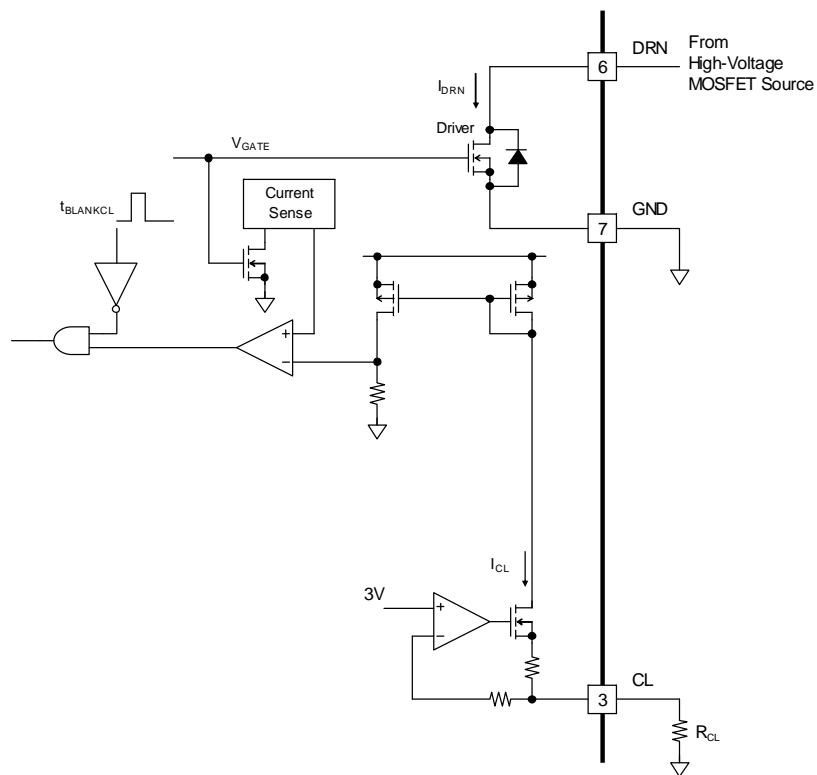 DRN
From
High-Voltage
MOSFET Source
6
I_DRN
Driver
V_GATE
t_BLANKCL
Current
Sense
GND
7
+
−
I_CL
3V
+
−
CL
3
R_CL